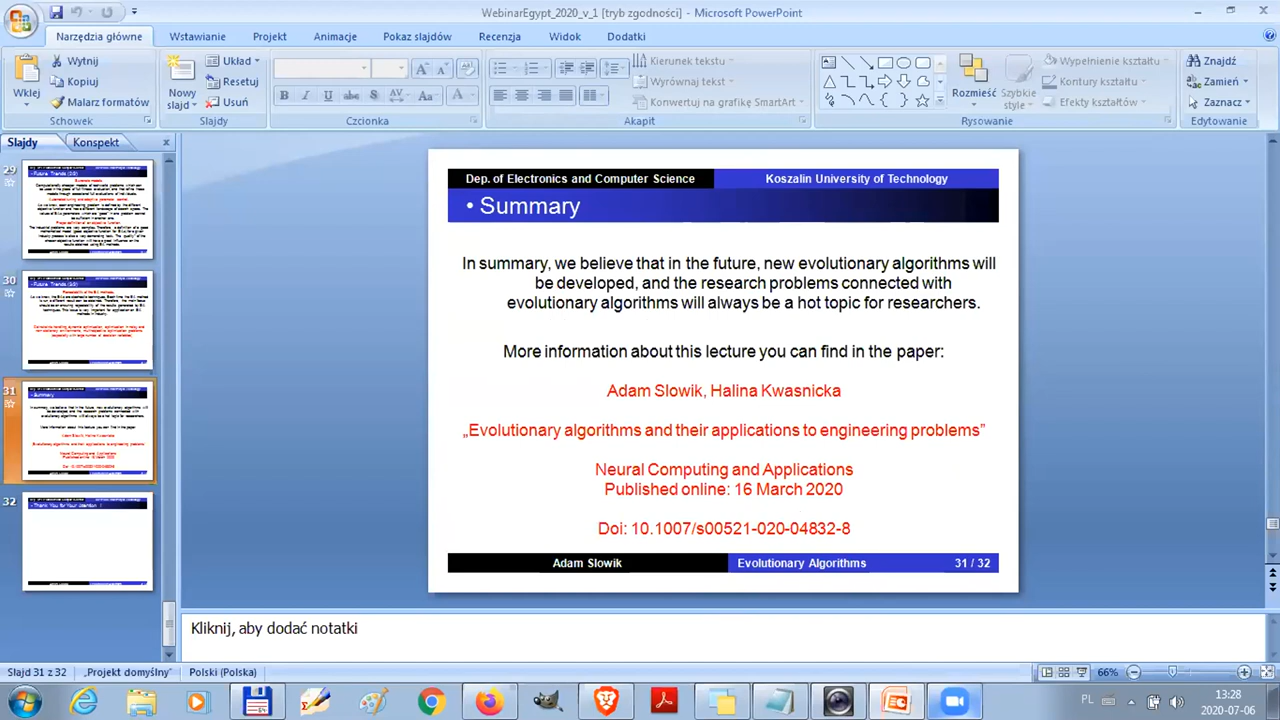 WebinarEgypt_2020_v_1 [tryb zgodności] - Microsoft PowerPoint
Narzędzia główne
Wstawianie
Projekt
Animacje
Pokaz slajdów
Recenzja
Widok
Dodatki
Wklej
Wytnij
Kopiuj
Malarz formatów
Schowek
Nowy slajd
Układ
Resetuj
Usuń
Slajdy
Czcionka
Kierunek tekstu
Wyrównaj tekst
Konwertuj na grafikę SmartArt
Akapit
Rozmieść
Szybkie style
Wypełnienie kształtu
Kontury kształtu
Efekty kształtów
Rysowanie
Znajdź
Zamień
Zaznacz
Edytowanie
Slajdy
Konspekt
29
30
31
32
Dep. of Electronics and Computer Science
Koszalin University of Technology
• Summary
In summary, we believe that in the future, new evolutionary algorithms will
be developed, and the research problems connected with
evolutionary algorithms will always be a hot topic for researchers.
More information about this lecture you can find in the paper:
Adam Slowik, Halina Kwasnicka
„Evolutionary algorithms and their applications to engineering problems”
Neural Computing and Applications
Published online: 16 March 2020
Doi: 10.1007/s00521-020-04832-8
Adam Slowik
Evolutionary Algorithms
31 / 32
Kliknij, aby dodać notatki
Slajd 31 z 32
„Projekt domyślny”
Polski (Polska)
66%
PL
13:28
2020-07-06